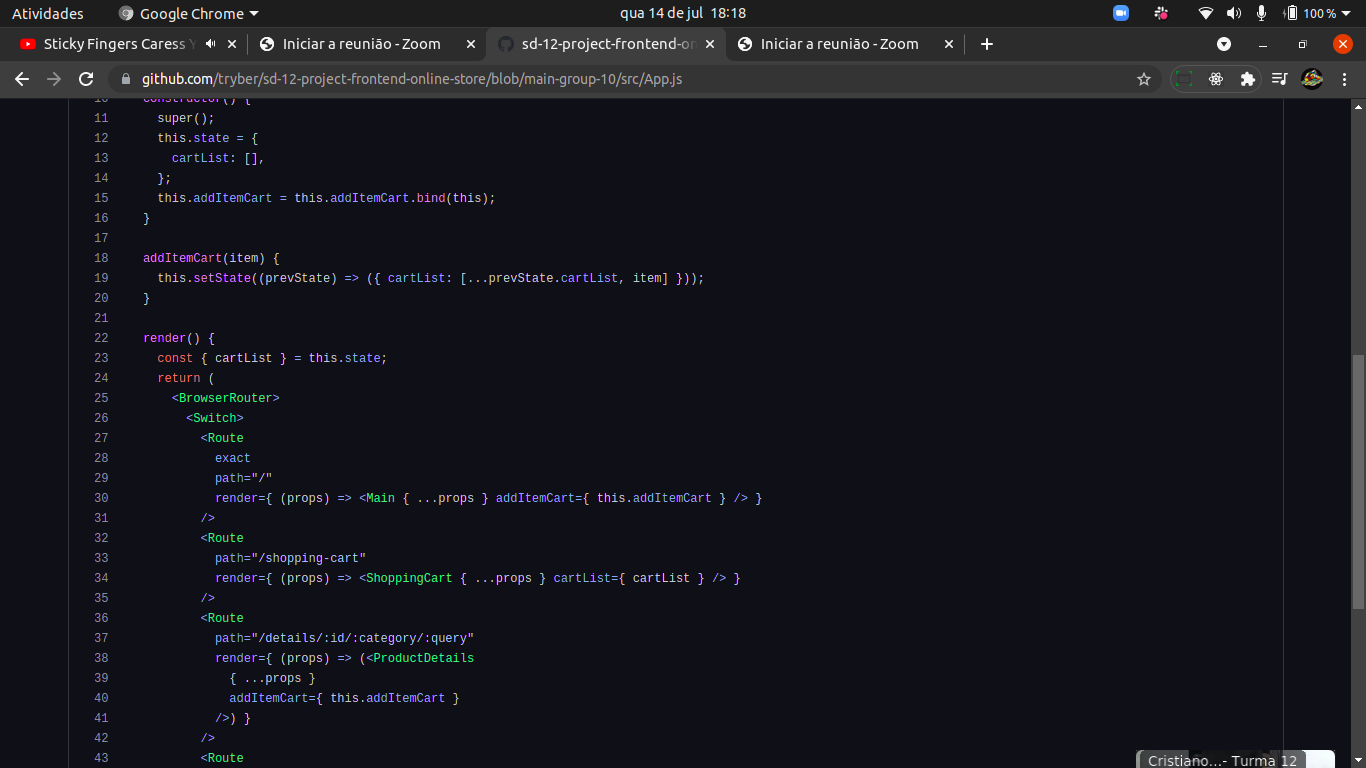 Atividades
Google Chrome
qua 14 de jul 18:18
100 %
Sticky Fingers Caress
Iniciar a reunião - Zoom
sd-12-project-frontend-on
Iniciar a reunião - Zoom
github.com/tryber/sd-12-project-frontend-online-store/blob/main-group-10/src/App.js
10 constructor() {
11 super();
12 this.state = {
13 cartList: [],
14 };
15 this.addItemCart = this.addItemCart.bind(this);
16 }
17
18 addItemCart(item) {
19 this.setState((prevState) => ({ cartList: [...prevState.cartList, item] }));
20 }
21
22 render() {
23 const { cartList } = this.state;
24 return (
25 <BrowserRouter>
26 <Switch>
27 <Route
28 exact
29 path="/"
30 render={ (props) => <Main { ...props } addItemCart={ this.addItemCart } /> }
31 />
32 <Route
33 path="/shopping-cart"
34 render={ (props) => <ShoppingCart { ...props } cartList={ cartList } /> }
35 />
36 <Route
37 path="/details/:id/:category/:query"
38 render={ (props) => (<ProductDetails
39 { ...props }
40 addItemCart={ this.addItemCart }
41 />) }
42 />
43 <Route
Cristiano...- Turma 12